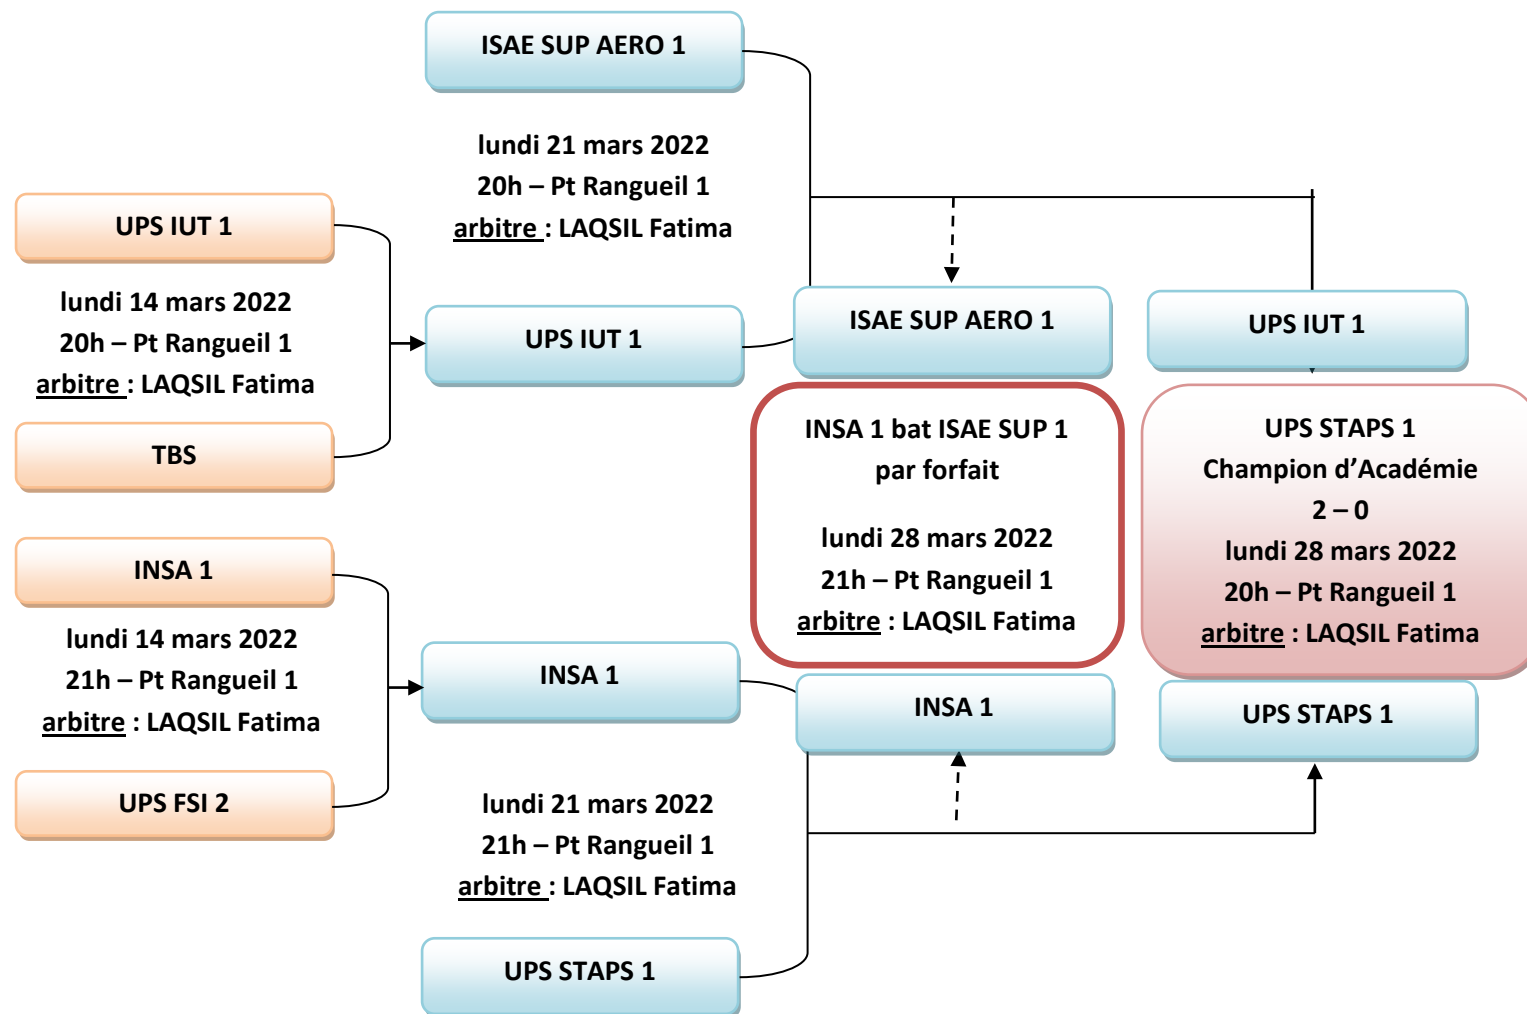 ISAE SUP AERO 1
lundi 21 mars 2022
20h – Pt Rangueil 1
arbitre : LAQSIL Fatima
UPS IUT 1
lundi 14 mars 2022
20h – Pt Rangueil 1
arbitre : LAQSIL Fatima
TBS
UPS IUT 1
ISAE SUP AERO 1
UPS IUT 1
INSA 1 bat ISAE SUP 1
par forfait
lundi 28 mars 2022
21h – Pt Rangueil 1
arbitre : LAQSIL Fatima
UPS STAPS 1
Champion d’Académie
2 – 0
lundi 28 mars 2022
20h – Pt Rangueil 1
arbitre : LAQSIL Fatima
INSA 1
lundi 14 mars 2022
21h – Pt Rangueil 1
arbitre : LAQSIL Fatima
UPS FSI 2
INSA 1
INSA 1
UPS STAPS 1
lundi 21 mars 2022
21h – Pt Rangueil 1
arbitre : LAQSIL Fatima
UPS STAPS 1